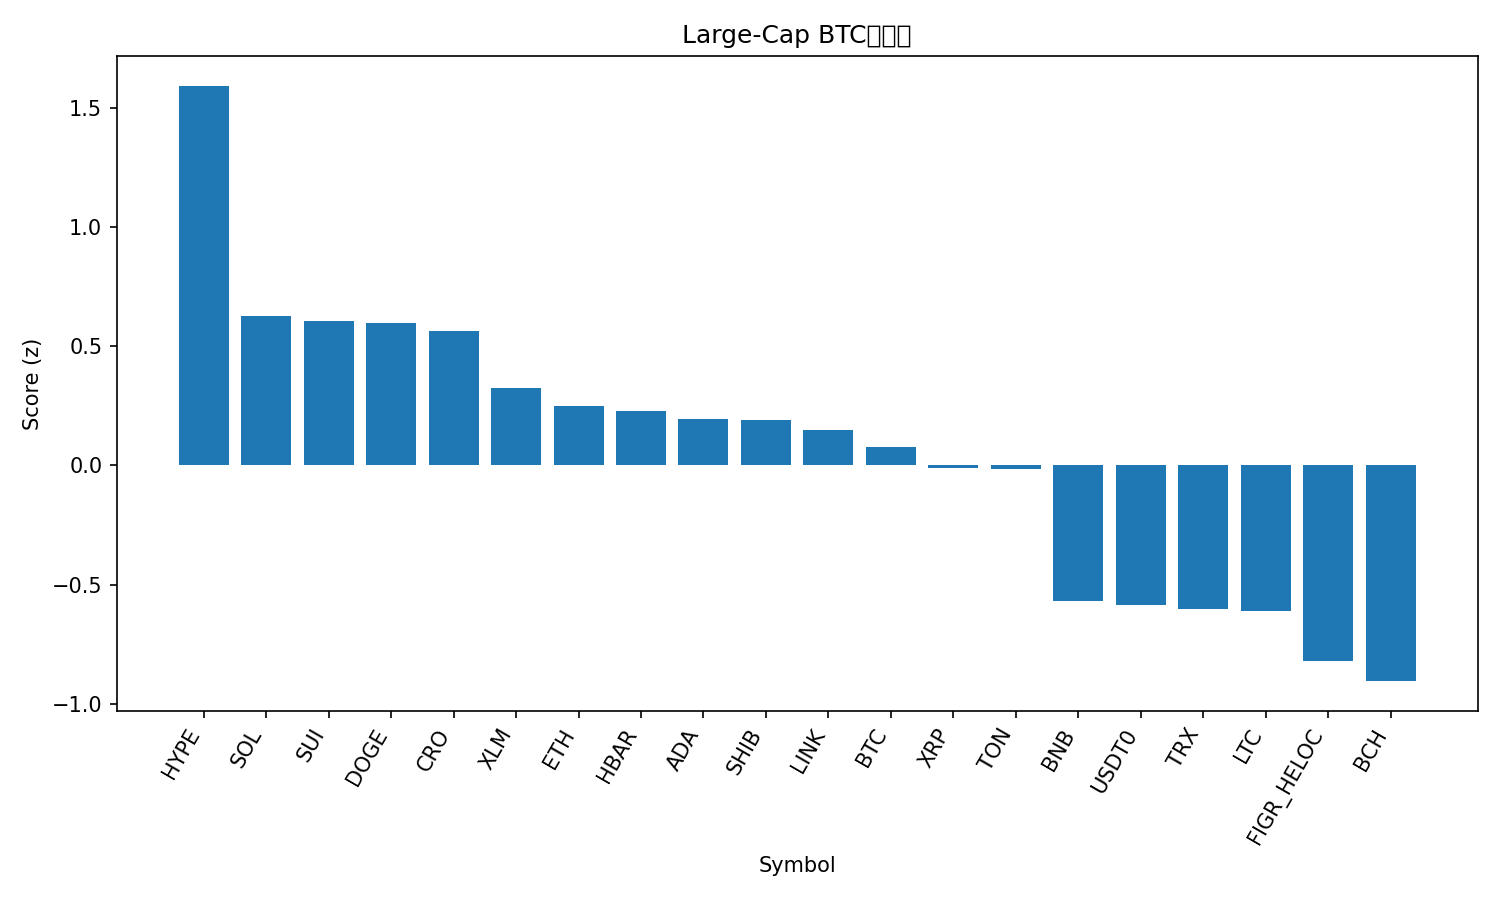 Large-Cap BTC
Score (z)
1.5
1.0
0.5
0.0
−0.5
−1.0
HYPE
SOL
SUI
DOGE
CRO
XLM
ETH
HBAR
ADA
SHIB
LINK
BTC
XRP
TON
BNB
USDT0
TRX
LTC
FIGR_HELOC
BCH
Symbol